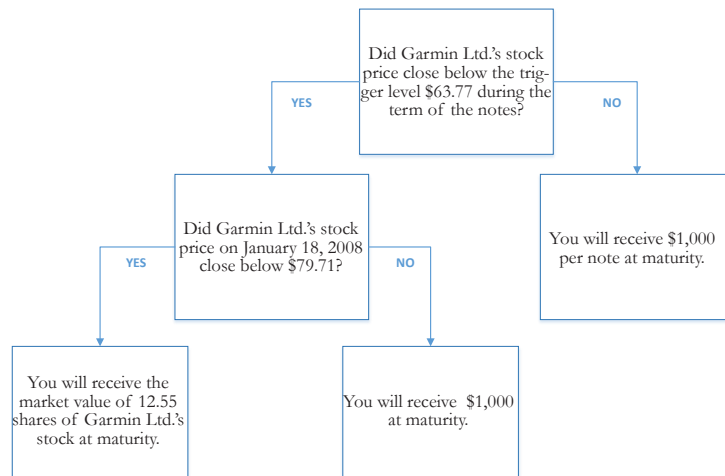 Did Garmin Ltd.'s stock
price close below the trig-
ger level $63.77 during the
term of the notes?
YES
NO
Did Garmin Ltd.'s stock
price on January 18, 2008
close below $79.71?
You will receive $1,000
per note at maturity.
YES
NO
You will receive the
market value of 12.55
shares of Garmin Ltd.'s
stock at maturity.
You will receive $1,000
at maturity.